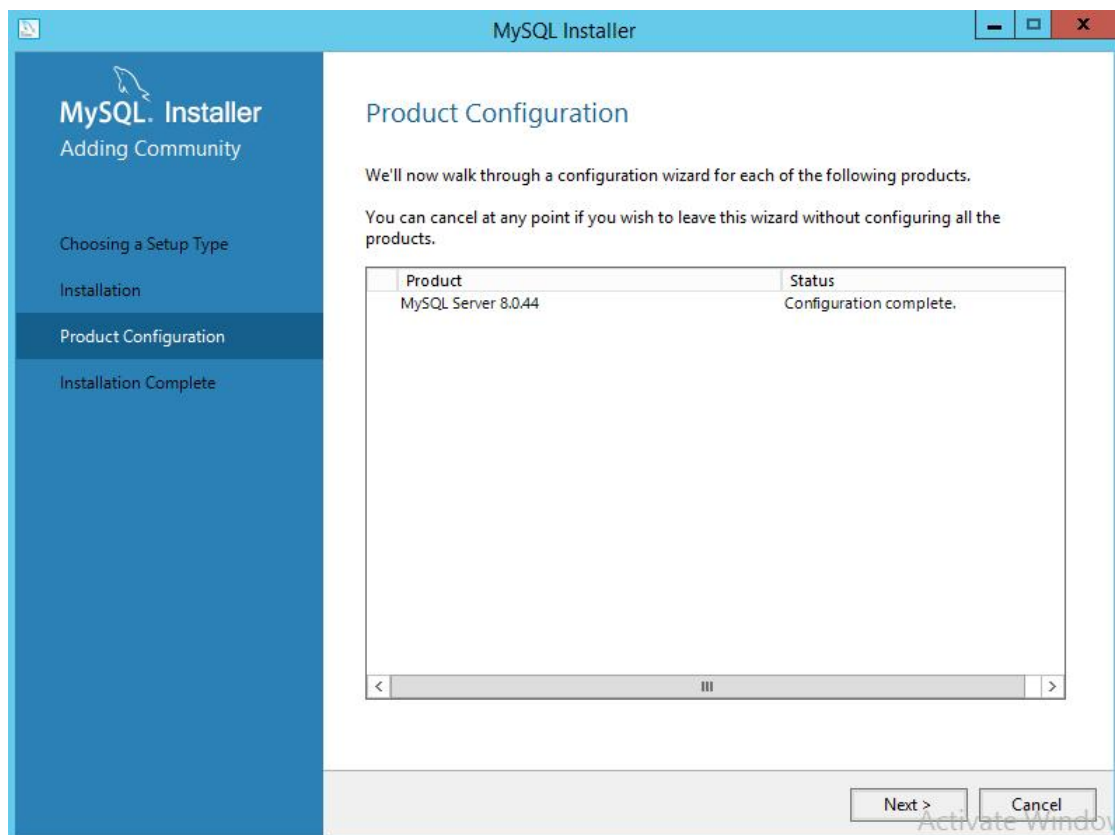 MySQL Installer
MySQL. Installer
Adding Community
Choosing a Setup Type
Installation
Product Configuration
Installation Complete
Product Configuration
We'll now walk through a configuration wizard for each of the following products.
You can cancel at any point if you wish to leave this wizard without configuring all the
products.
Product Status
MySQL Server 8.0.44 Configuration complete.
Next > Cancel
Activate Windov